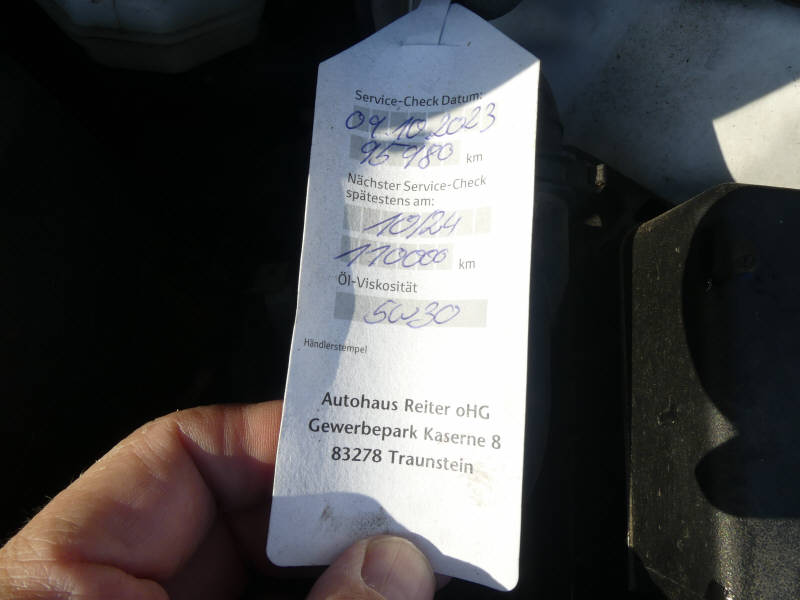 Service-Check Datum:
09.10.2023
95980 km
Nächster Service-Check
spätestens am:
10/24
110000 km
Öl-Viskosität
5W30
Händlerstempel
Autohaus Reiter oHG
Gewerbepark Kaserne 8
83278 Traunstein